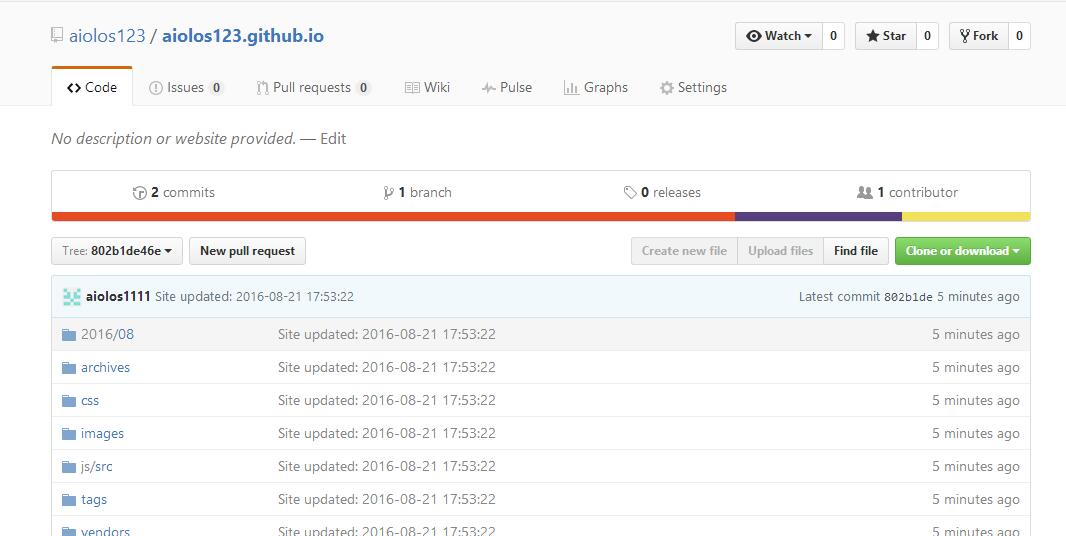 aiolos123 / aiolos123.github.io Watch 0 Star 0 Fork 0
Code Issues 0 Pull requests 0 Wiki Pulse Graphs Settings
No description or website provided. — Edit
2 commits 1 branch 0 releases 1 contributor
Tree: 802b1de46e New pull request Create new file Upload files Find file Clone or download
aiolos1111 Site updated: 2016-08-21 17:53:22 Latest commit 802b1de 5 minutes ago
2016/08 Site updated: 2016-08-21 17:53:22 5 minutes ago
archives Site updated: 2016-08-21 17:53:22 5 minutes ago
css Site updated: 2016-08-21 17:53:22 5 minutes ago
images Site updated: 2016-08-21 17:53:22 5 minutes ago
js/src Site updated: 2016-08-21 17:53:22 5 minutes ago
tags Site updated: 2016-08-21 17:53:22 5 minutes ago
vendors Site updated: 2016-08-21 17:53:22 5 minutes ago